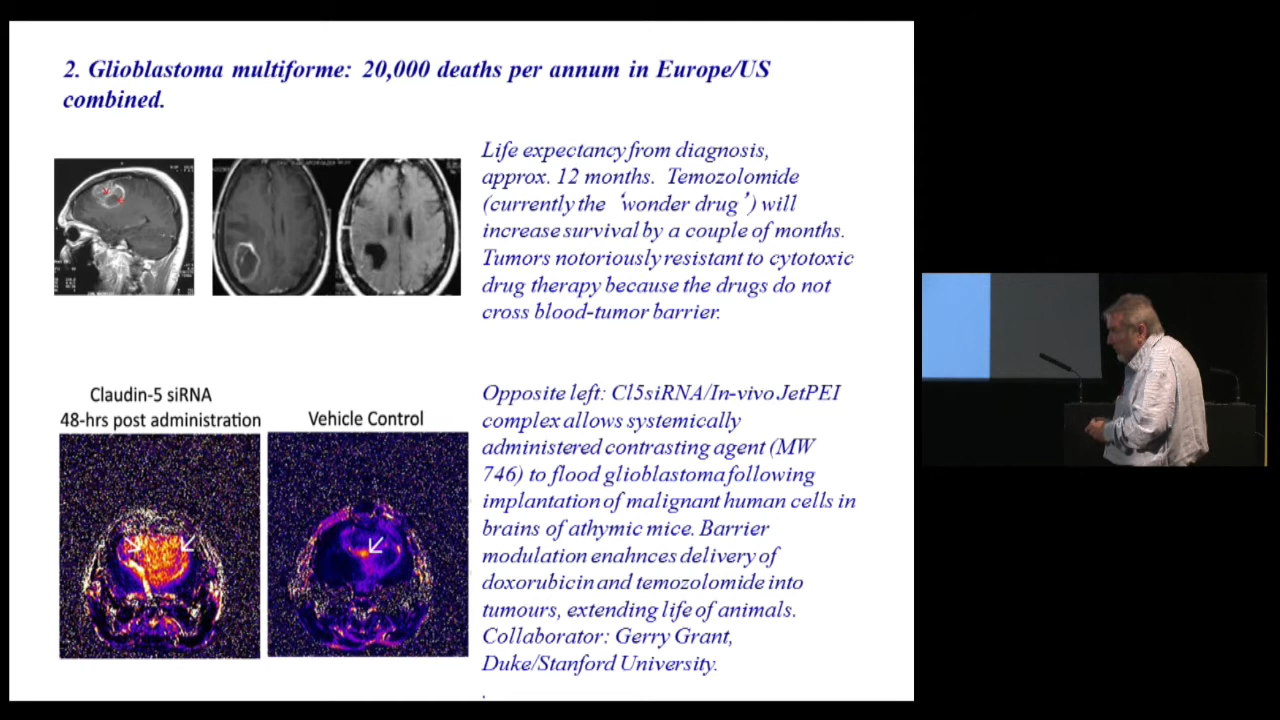 2. Glioblastoma multiforme: 20,000 deaths per annum in Europe/US
combined.
Life expectancy from diagnosis,
approx. 12 months. Temozolomide
(currently the ‘wonder drug’) will
increase survival by a couple of months.
Tumors notoriously resistant to cytotoxic
drug therapy because the drugs do not
cross blood-tumor barrier.
Claudin-5 siRNA
48-hrs post administration
Vehicle Control
Opposite left: Cl5siRNA/In-vivo JetPEI
complex allows systemically
administered contrasting agent (MW
746) to flood glioblastoma following
implantation of malignant human cells in
brains of athymic mice. Barrier
modulation enahnces delivery of
doxorubicin and temozolomide into
tumours, extending life of animals.
Collaborator: Gerry Grant,
Duke/Stanford University.
.